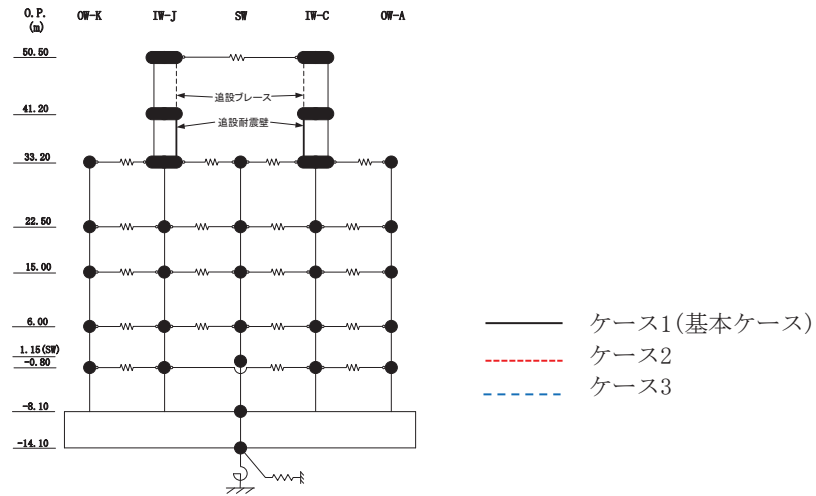 O.P.
(m)
OW-K IW-J SW IW-C OW-A
50.50
追設ブレース
41.20
追設耐震壁
33.20
22.50
15.00
6.00
1.15(SW)
-0.80
-8.10
-14.10
ケース1(基本ケース)
ケース2
ケース3